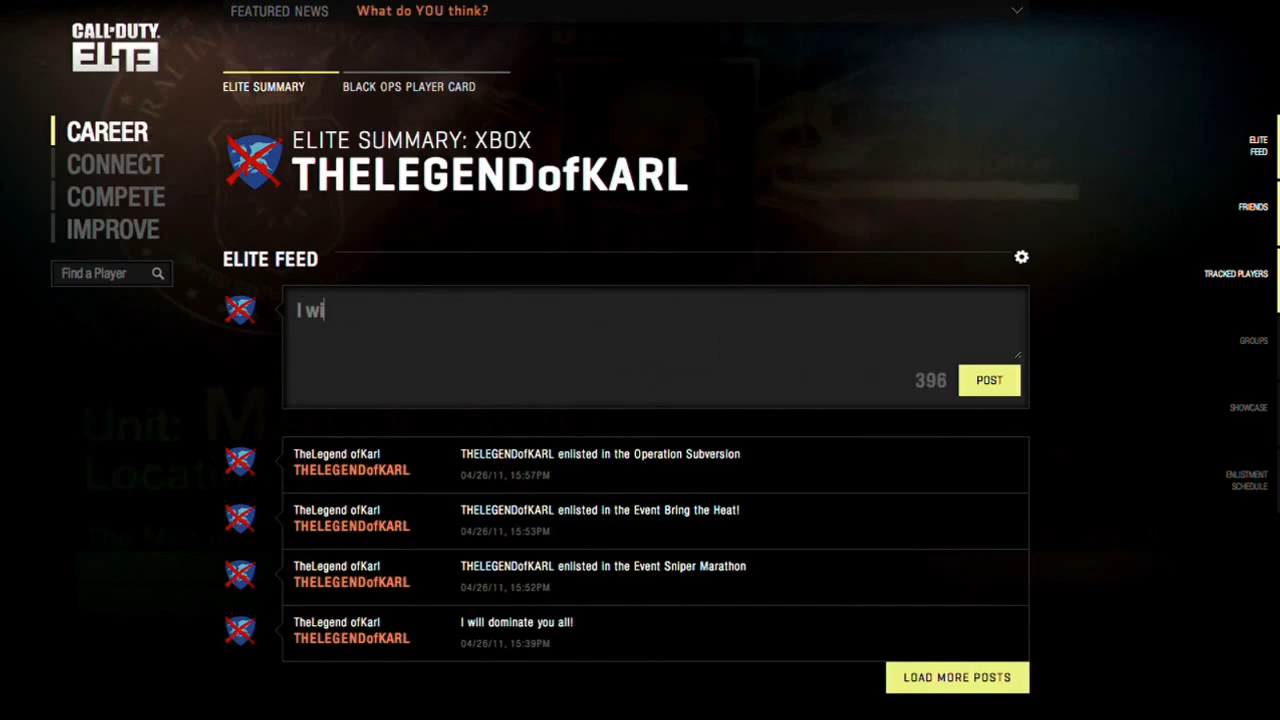 FEATURED NEWS What do YOU think?
CALL·DUTY
ELITE
ELITE SUMMARY BLACK OPS PLAYER CARD
CAREER
CONNECT
COMPETE
IMPROVE
Find a Player
ELITE SUMMARY: XBOX
THELEGENDofKARL
ELITE FEED
I wi
396 POST
TheLegend ofKarl THELEGENDofKARL enlisted in the Operation Subversion
THELEGENDofKARL 04/26/11, 15:57PM
TheLegend ofKarl THELEGENDofKARL enlisted in the Event Bring the Heat!
THELEGENDofKARL 04/26/11, 15:53PM
TheLegend ofKarl THELEGENDofKARL enlisted in the Event Sniper Marathon
THELEGENDofKARL 04/26/11, 15:52PM
TheLegend ofKarl I will dominate you all!
THELEGENDofKARL 04/26/11, 15:39PM
LOAD MORE POSTS
ELITE
FEED
FRIENDS
TRACKED PLAYERS
GROUPS
SHOWCASE
ENLISTMENT
SCHEDULE
Unit: